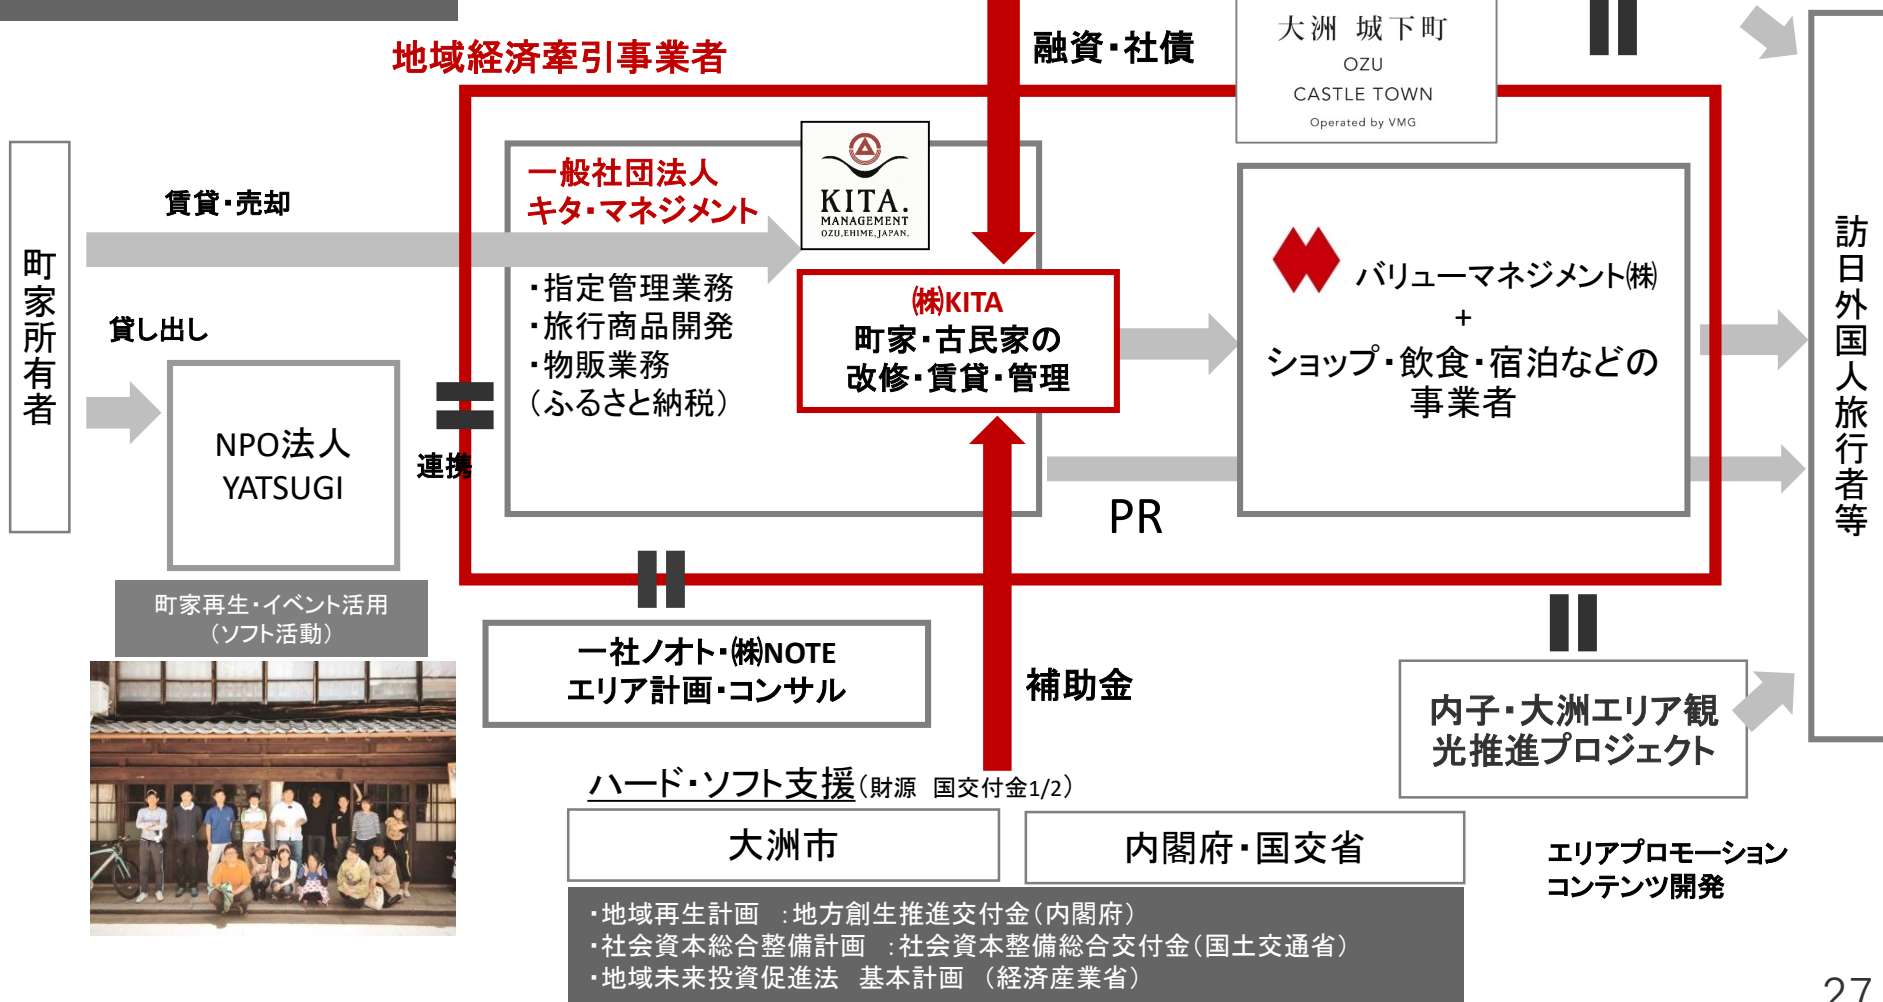 地域経済牽引事業者
融資・社債
大洲 城下町
OZU
CASTLE TOWN
Operated by VMG
町家所有者
賃貸・売却
貸し出し
NPO法人
YATSUGI
連携
町家再生・イベント活用
（ソフト活動）
一般社団法人
キタ・マネジメント
KITA.
MANAGEMENT
OZU,EHIME,JAPAN.
・指定管理業務
・旅行商品開発
・物販業務
（ふるさと納税）
㈱KITA
町家・古民家の
改修・賃貸・管理
バリューマネジメント㈱
+
ショップ・飲食・宿泊などの
事業者
PR
訪日外国人旅行者等
一社ノオト・㈱NOTE
エリア計画・コンサル
補助金
内子・大洲エリア観
光推進プロジェクト
エリアプロモーション
コンテンツ開発
ハード・ソフト支援（財源 国交付金1/2）
大洲市
内閣府・国交省
・地域再生計画 ：地方創生推進交付金（内閣府）
・社会資本総合整備計画 ：社会資本整備総合交付金（国土交通省）
・地域未来投資促進法 基本計画 （経済産業省）
27